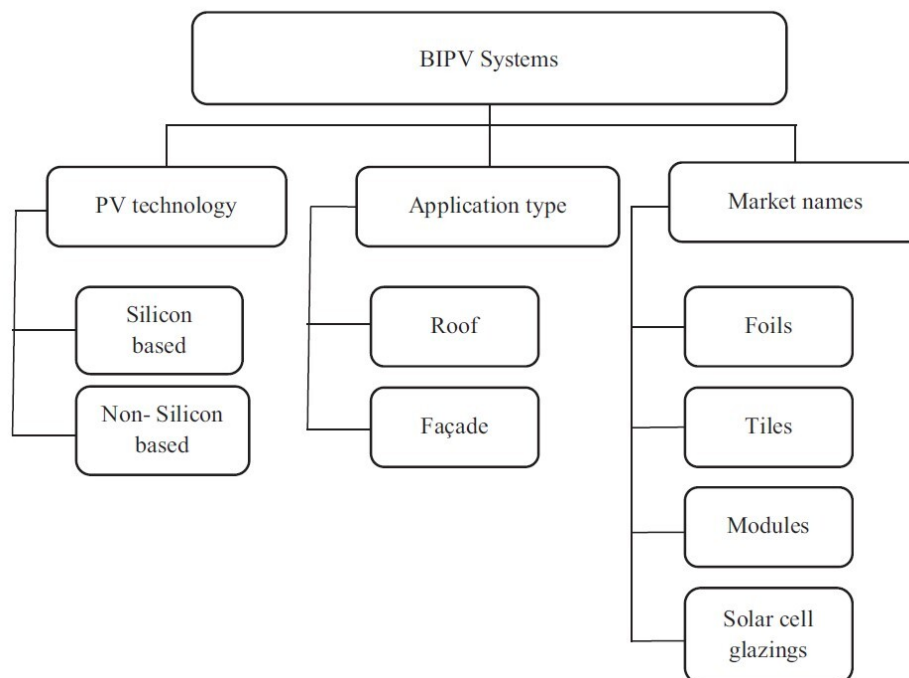 BIPV Systems
PV technology
Application type
Market names
Silicon
based
Non- Silicon
based
Roof
Façade
Foils
Tiles
Modules
Solar cell
glazings